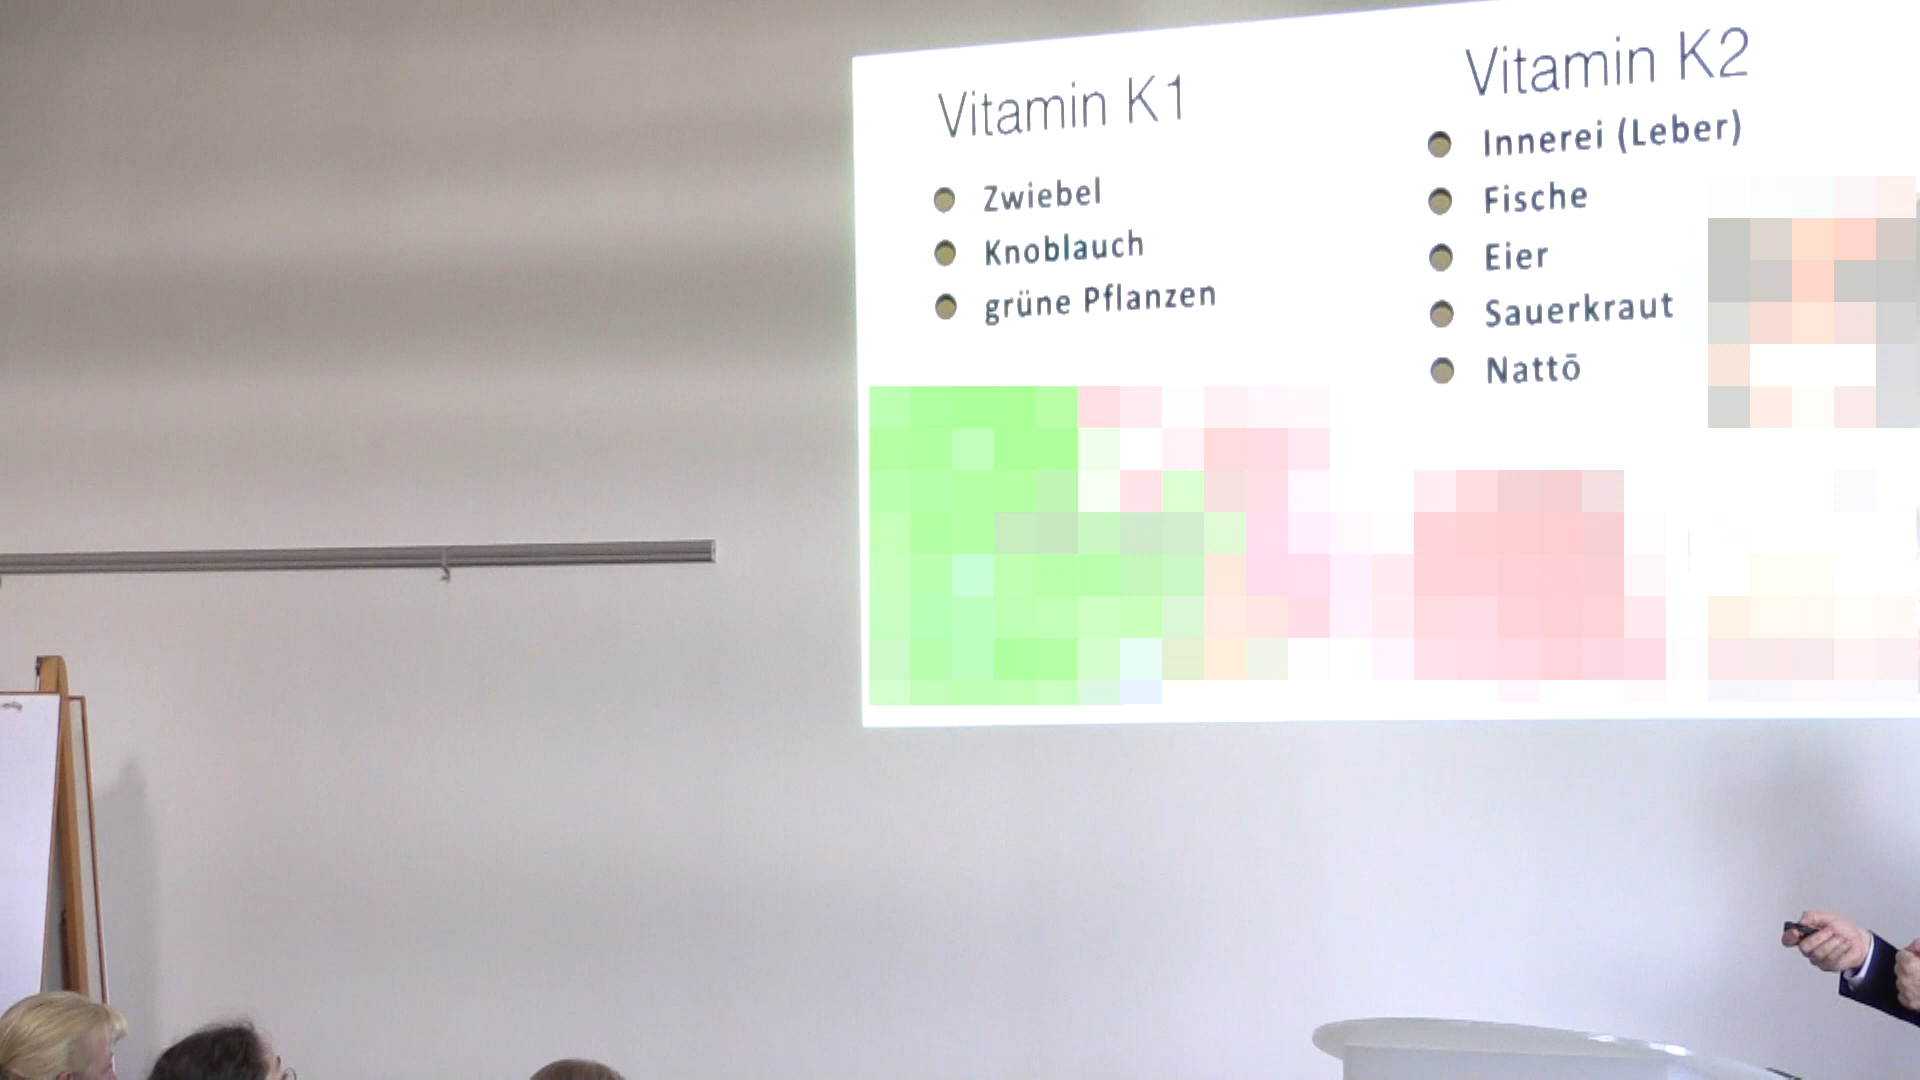 Vitamin K1
Zwiebel
Knoblauch
grüne Pflanzen
Vitamin K2
Innerei (Leber)
Fische
Eier
Sauerkraut
Nattō